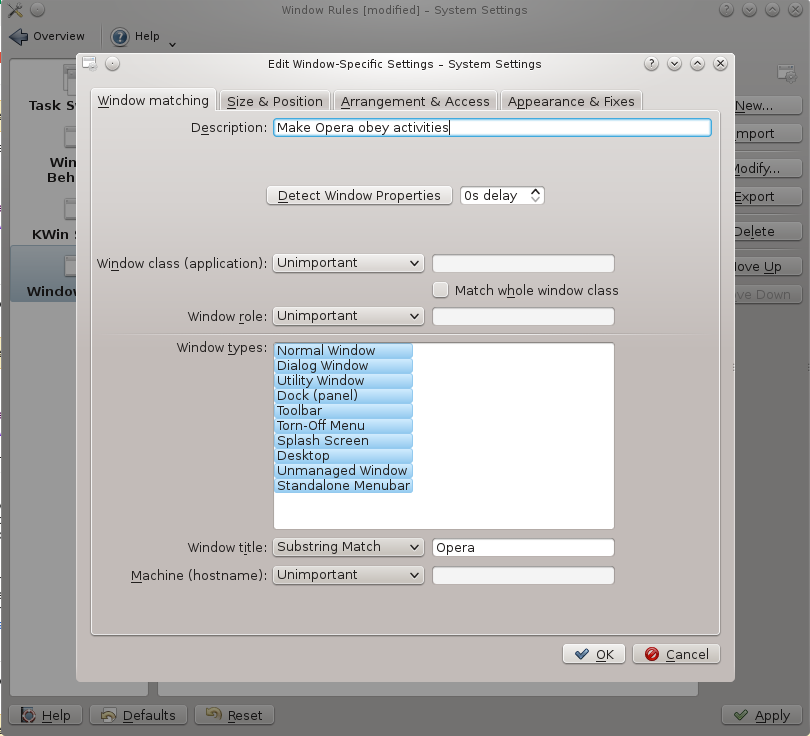 Window Rules [modified] – System Settings
Overview
Help
Edit Window-Specific Settings – System Settings
Window matching
Size & Position
Arrangement & Access
Appearance & Fixes
Description:
Make Opera obey activities
Detect Window Properties
0s delay
Window class (application):
Unimportant
Match whole window class
Window role:
Unimportant
Window types:
Normal Window
Dialog Window
Utility Window
Dock (panel)
Toolbar
Torn-Off Menu
Splash Screen
Desktop
Unmanaged Window
Standalone Menubar
Window title:
Substring Match
Opera
Machine (hostname):
Unimportant
OK
Cancel
Task S
Win
Beh
KWin
Window
New...
mport
Modify...
Export
Delete
ove Up
ve Down
Help
Defaults
Reset
Apply